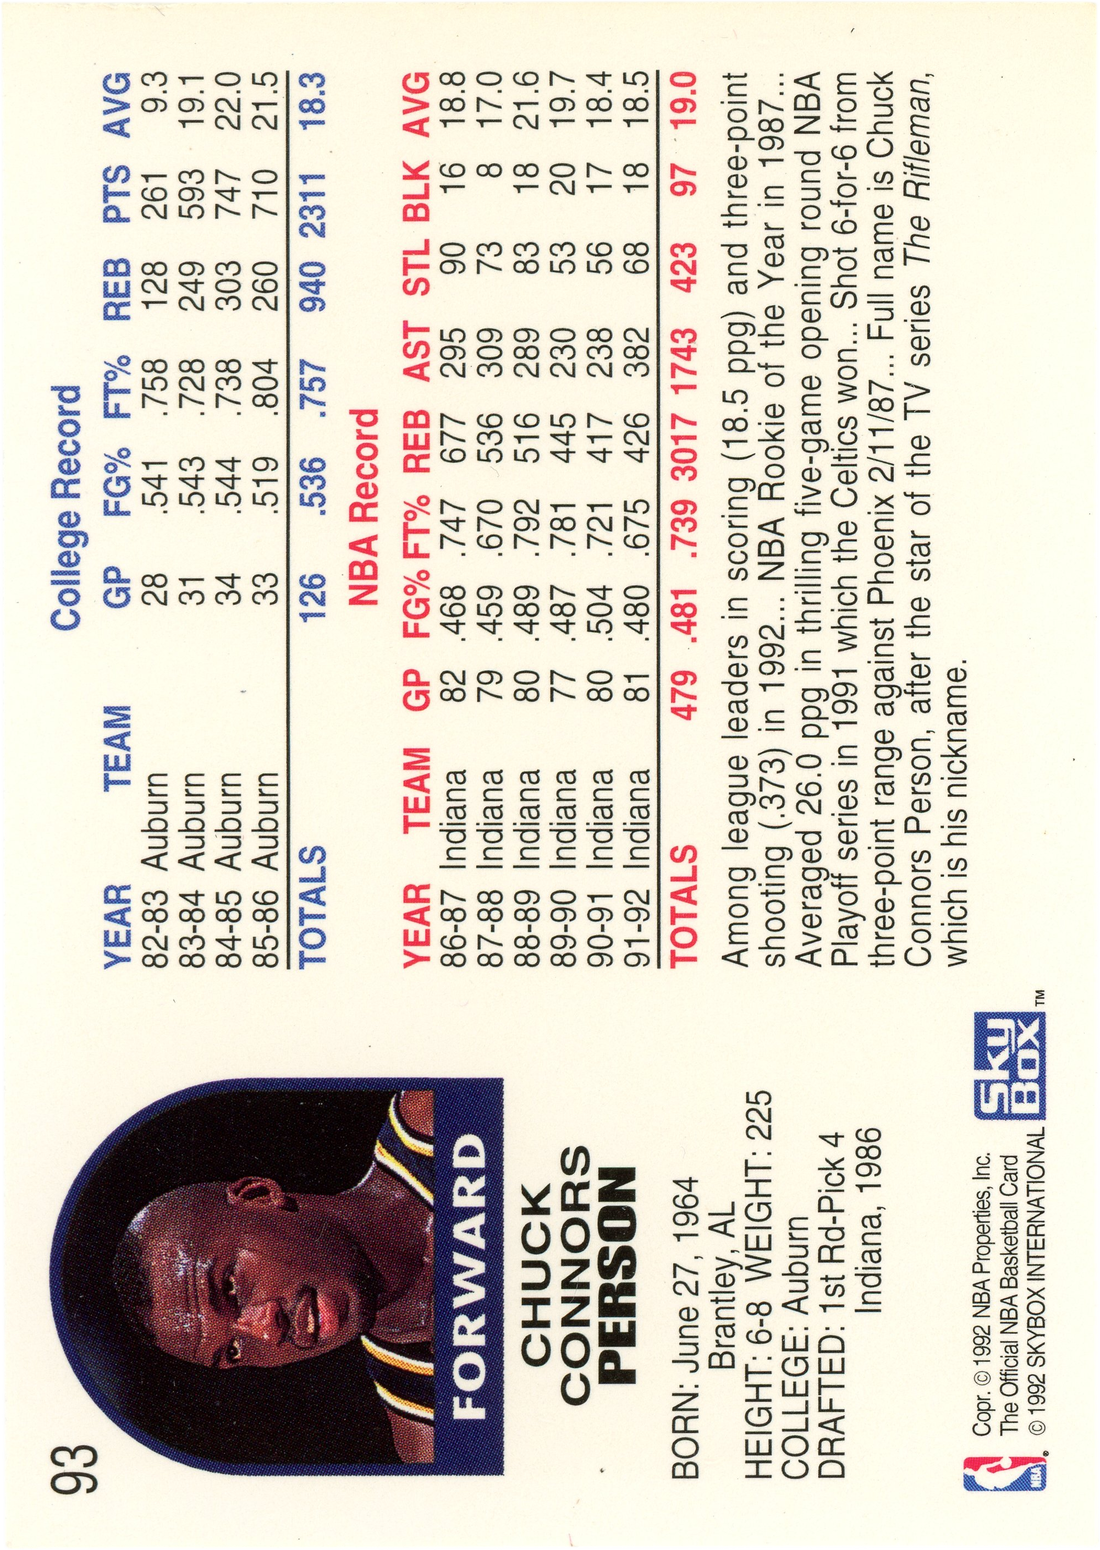 93
FORWARD
CHUCK
CONNORS
PERSON
BORN: June 27, 1964
Brantley, AL
HEIGHT: 6-8 WEIGHT: 225
COLLEGE: Auburn
DRAFTED: 1st Rd-Pick 4
Indiana, 1986
Copr. © 1992 NBA Properties, Inc.
The Official NBA Basketball Card
© 1992 SKYBOX INTERNATIONAL
NBA
Sky
BOX TM
College Record
YEAR TEAM GP FG% FT% REB PTS AVG
82-83 Auburn 28 .541 .758 128 261 9.3
83-84 Auburn 31 .543 .728 249 593 19.1
84-85 Auburn 34 .544 .738 303 747 22.0
85-86 Auburn 33 .519 .804 260 710 21.5
TOTALS 126 .536 .757 940 2311 18.3
NBA Record
YEAR TEAM GP FG% FT% REB AST STL BLK AVG
86-87 Indiana 82 .468 .747 677 295 90 16 18.8
87-88 Indiana 79 .459 .670 536 309 73 8 17.0
88-89 Indiana 80 .489 .792 516 289 83 18 21.6
89-90 Indiana 77 .487 .781 445 230 53 20 19.7
90-91 Indiana 80 .504 .721 417 238 56 17 18.4
91-92 Indiana 81 .480 .675 426 382 68 18 18.5
TOTALS 479 .481 .739 3017 1743 423 97 19.0
Among league leaders in scoring (18.5 ppg) and three-point
shooting (.373) in 1992... NBA Rookie of the Year in 1987...
Averaged 26.0 ppg in thrilling five-game opening round NBA
Playoff series in 1991 which the Celtics won... Shot 6-for-6 from
three-point range against Phoenix 2/11/87... Full name is Chuck
Connors Person, after the star of the TV series The Rifleman,
which is his nickname.